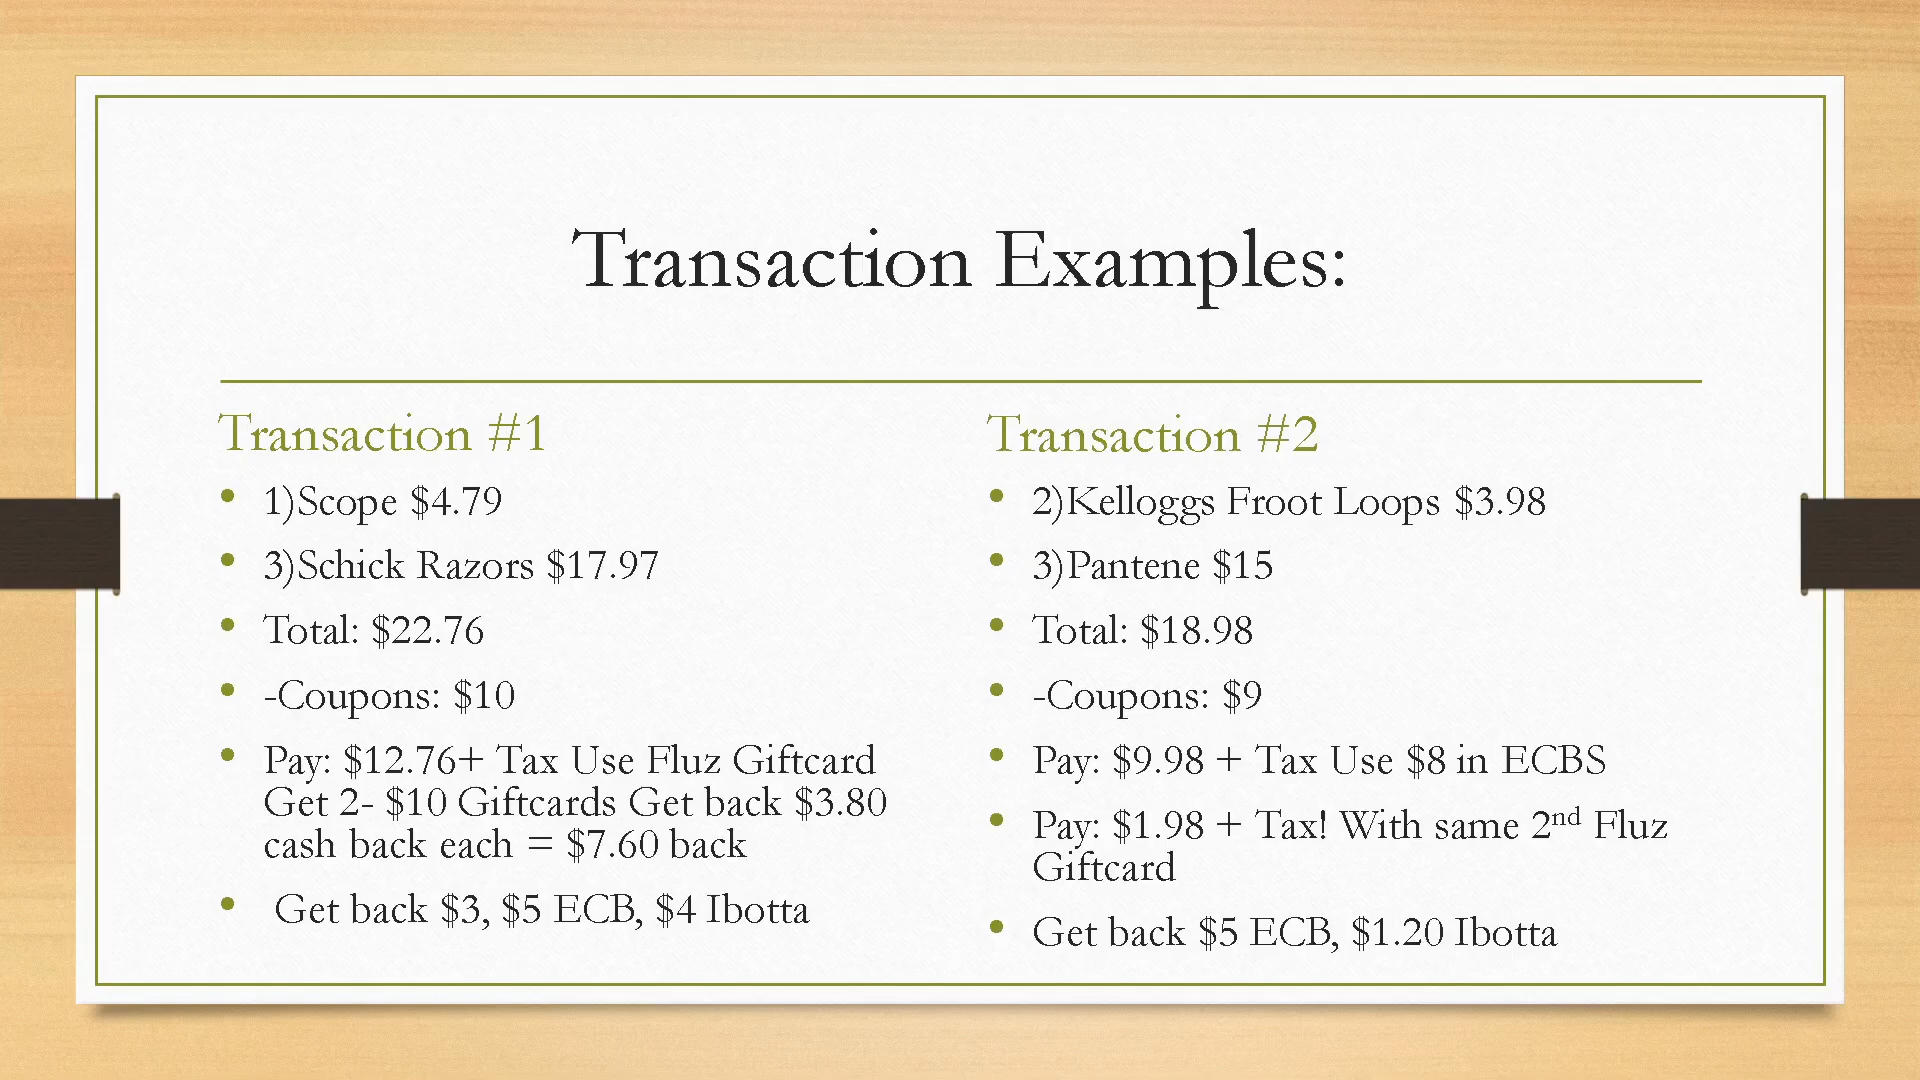 Transaction Examples:
Transaction #1
• 1)Scope $4.79
• 3)Schick Razors $17.97
• Total: $22.76
• -Coupons: $10
• Pay: $12.76+ Tax Use Fluz Giftcard
Get 2- $10 Giftcards Get back $3.80
cash back each = $7.60 back
• Get back $3, $5 ECB, $4 Ibotta
Transaction #2
• 2)Kelloggs Froot Loops $3.98
• 3)Pantene $15
• Total: $18.98
• -Coupons: $9
• Pay: $9.98 + Tax Use $8 in ECBS
• Pay: $1.98 + Tax! With same 2nd Fluz
Giftcard
• Get back $5 ECB, $1.20 Ibotta